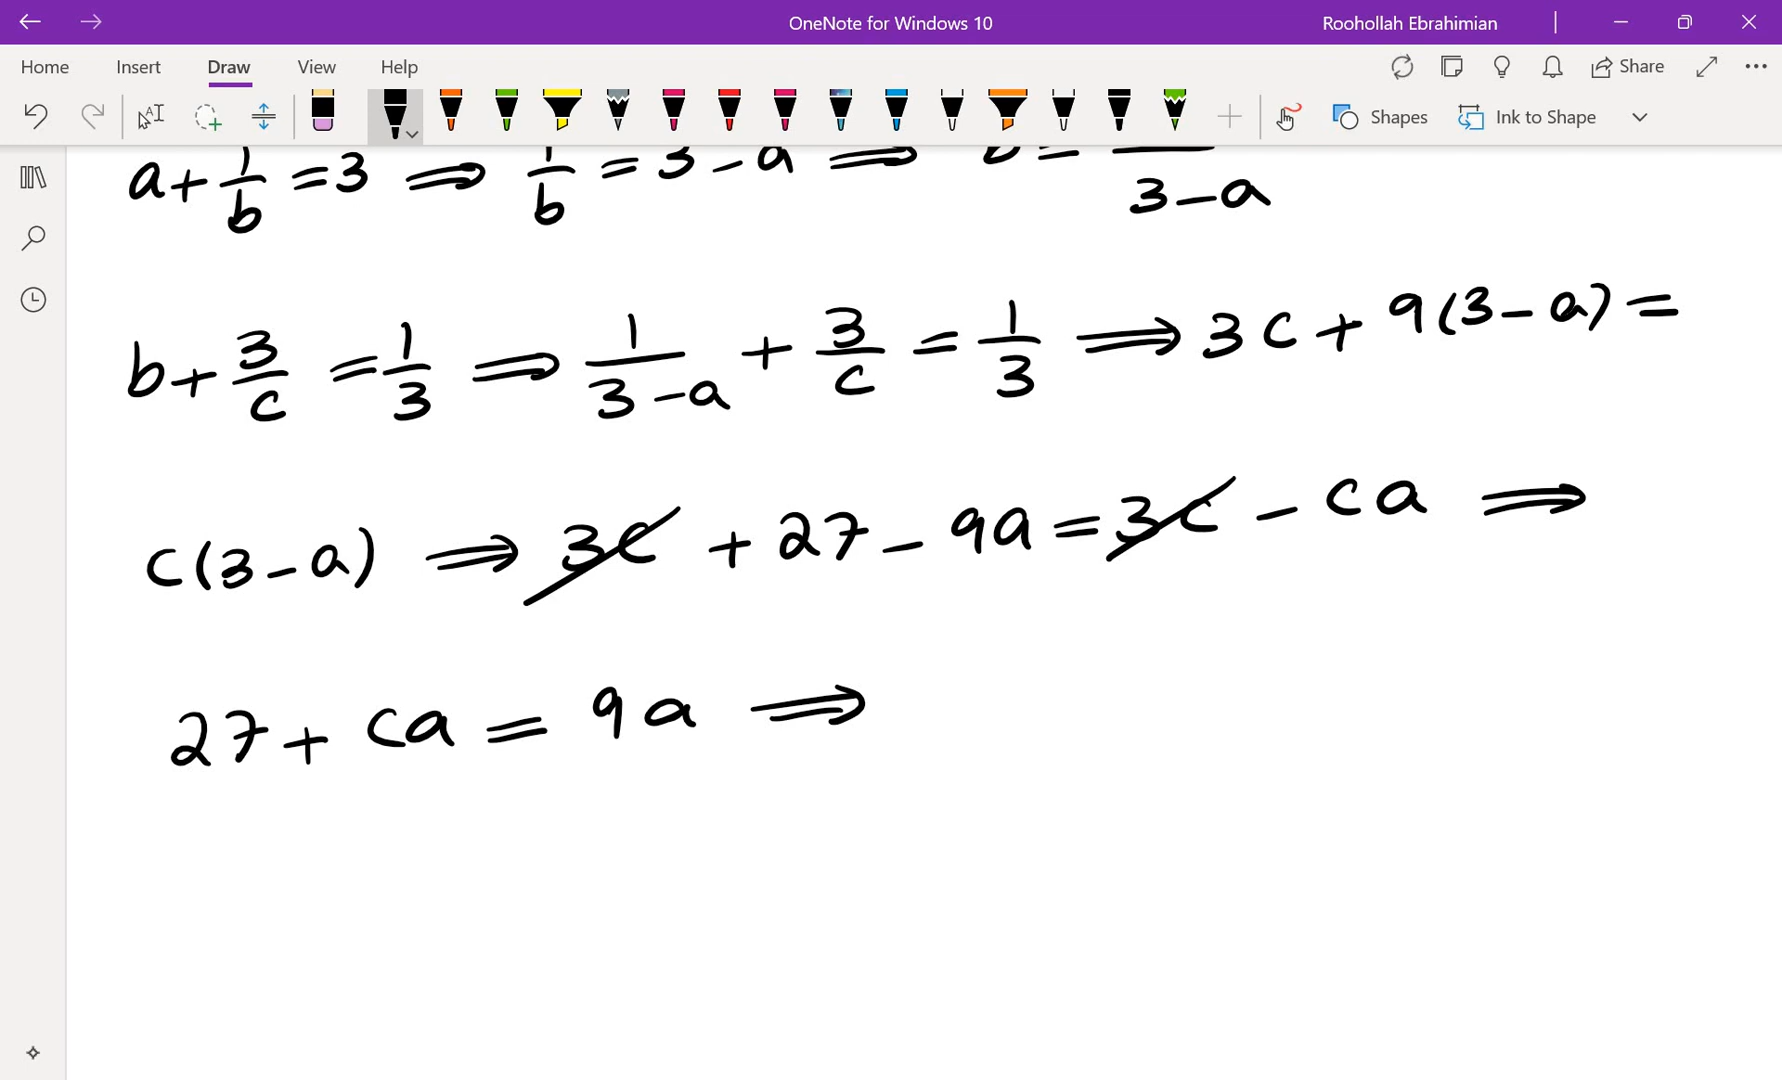 OneNote for Windows 10
Roohollah Ebrahimian
Home Insert Draw View Help
Share
Shapes
Ink to Shape
a+1/b=3 ⟹ 1/b=3-a ⟹ b=1/(3-a)
b+3/c=1/3 ⟹ 1/(3-a)+3/c=1/3 ⟹ 3c+9(3-a)=
c(3-a) ⟹ 3c+27-9a=3c-ca ⟹
27+ca=9a ⟹